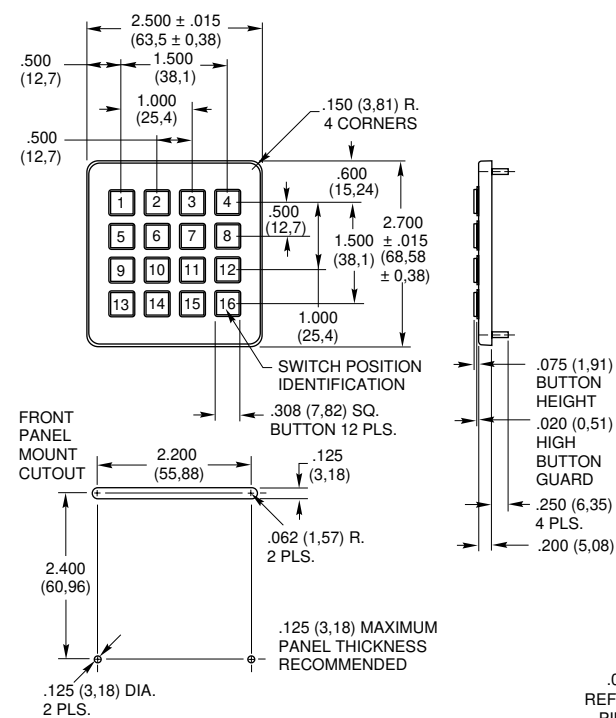 2.500 ± .015
(63,5 ± 0,38)
.500
(12,7)
1.500
(38,1)
1.000
(25,4)
.500
(12,7)
.150 (3,81) R.
4 CORNERS
.600
(15,24)
1 2 3 4
.500
(12,7)
5 6 7 8
1.500
(38,1)
2.700
± .015
(68,58
± 0,38)
9 10 11 12
13 14 15 16
1.000
(25,4)
SWITCH POSITION
IDENTIFICATION
.308 (7,82) SQ.
BUTTON 12 PLS.
.075 (1,91)
BUTTON
HEIGHT
.020 (0,51)
HIGH
BUTTON
GUARD
.250 (6,35)
4 PLS.
.200 (5,08)
FRONT
PANEL
MOUNT
CUTOUT
2.200
(55,88)
.125
(3,18)
.062 (1,57) R.
2 PLS.
2.400
(60,96)
.125 (3,18) MAXIMUM
PANEL THICKNESS
RECOMMENDED
.125 (3,18) DIA.
2 PLS.